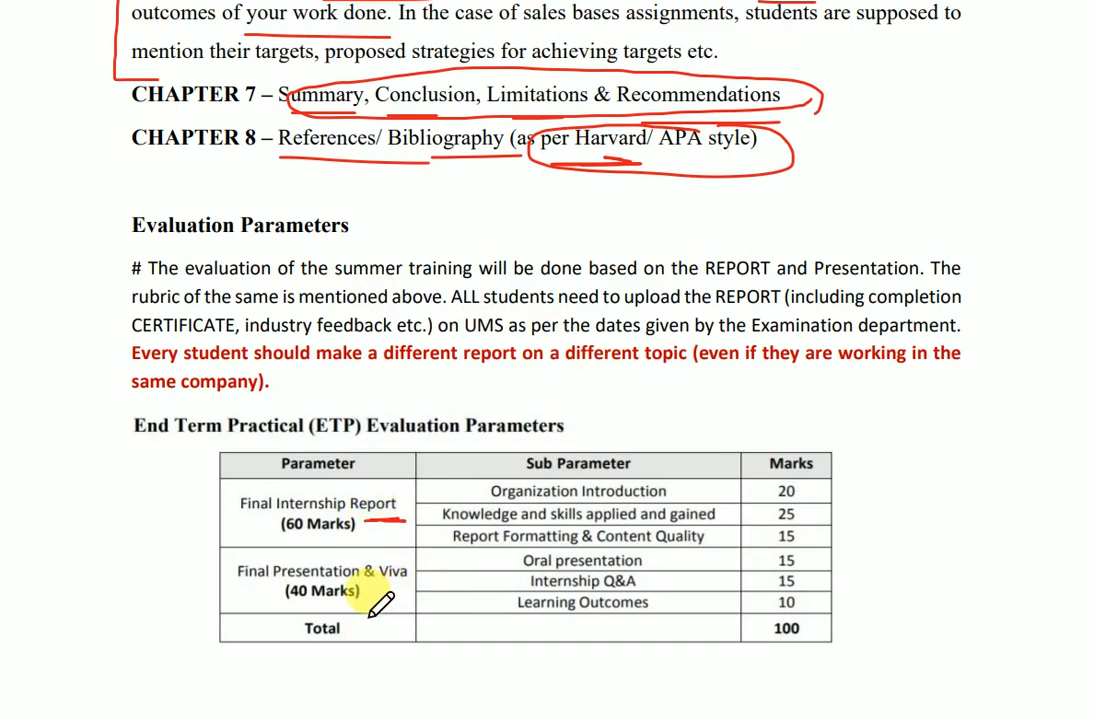 outcomes of your work done. In the case of sales bases assignments, students are supposed to
mention their targets, proposed strategies for achieving targets etc.
CHAPTER 7 – Summary, Conclusion, Limitations & Recommendations
CHAPTER 8 – References/ Bibliography (as per Harvard/ APA style)
Evaluation Parameters
# The evaluation of the summer training will be done based on the REPORT and Presentation. The
rubric of the same is mentioned above. ALL students need to upload the REPORT (including completion
CERTIFICATE, industry feedback etc.) on UMS as per the dates given by the Examination department.
Every student should make a different report on a different topic (even if they are working in the
same company).
End Term Practical (ETP) Evaluation Parameters
Parameter Sub Parameter Marks
Final Internship Report
(60 Marks)
Organization Introduction 20
Knowledge and skills applied and gained 25
Report Formatting & Content Quality 15
Final Presentation & Viva
(40 Marks)
Oral presentation 15
Internship Q&A 15
Learning Outcomes 10
Total 100